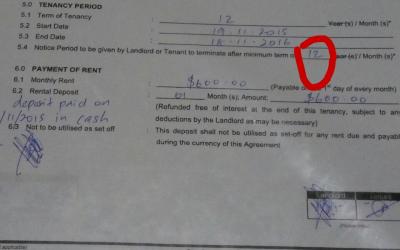 5.0 TENANCY PERIOD
5.1 Term of Tenancy : 12 Year (s) / Month (s)*
5.2 Start Date : 19.11.2015
5.3 End Date : 18.11.2016
5.4 Notice Period to be given by Landlord or Tenant to terminate after minimum term o 12 Year (s) / Month (s)*
6.0 PAYMENT OF RENT
6.1 Monthly Rent : $600.00 (Payable 1st day of every month)
6.2 Rental Deposit : 01 Month (s), Amount: $600.00
deposit paid on (Refunded free of interest at the end of this tenancy, subject to any
/11/2015 in cash deductions by the Landlord as may be necessary)
6.3 Not to be utilised as set off : This deposit shall not be utilised as set-off for any rent due and payable
during the currency of this Agreement)
Landlord
applicable)